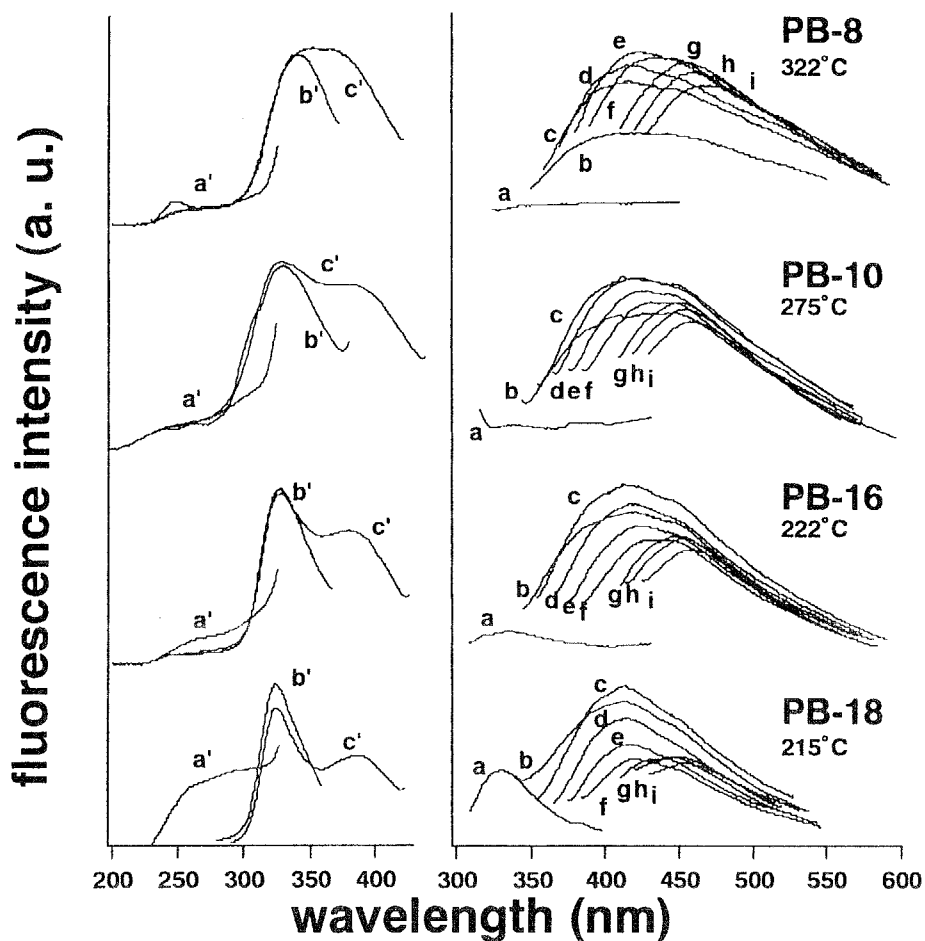 fluorescence intensity (a. u.)
PB-8
322°C
a'
b'
c'
a
b
c
d
e
f
g
h
i
PB-10
275°C
a'
b'
c'
a
b
c
d e f
g h i
PB-16
222°C
a'
b'
c'
a
b
c
d e f
g h i
PB-18
215°C
a'
b'
c'
a
b
c
d
e
f
g h i
200 250 300 350 400
300 350 400 450 500 550 600
wavelength (nm)